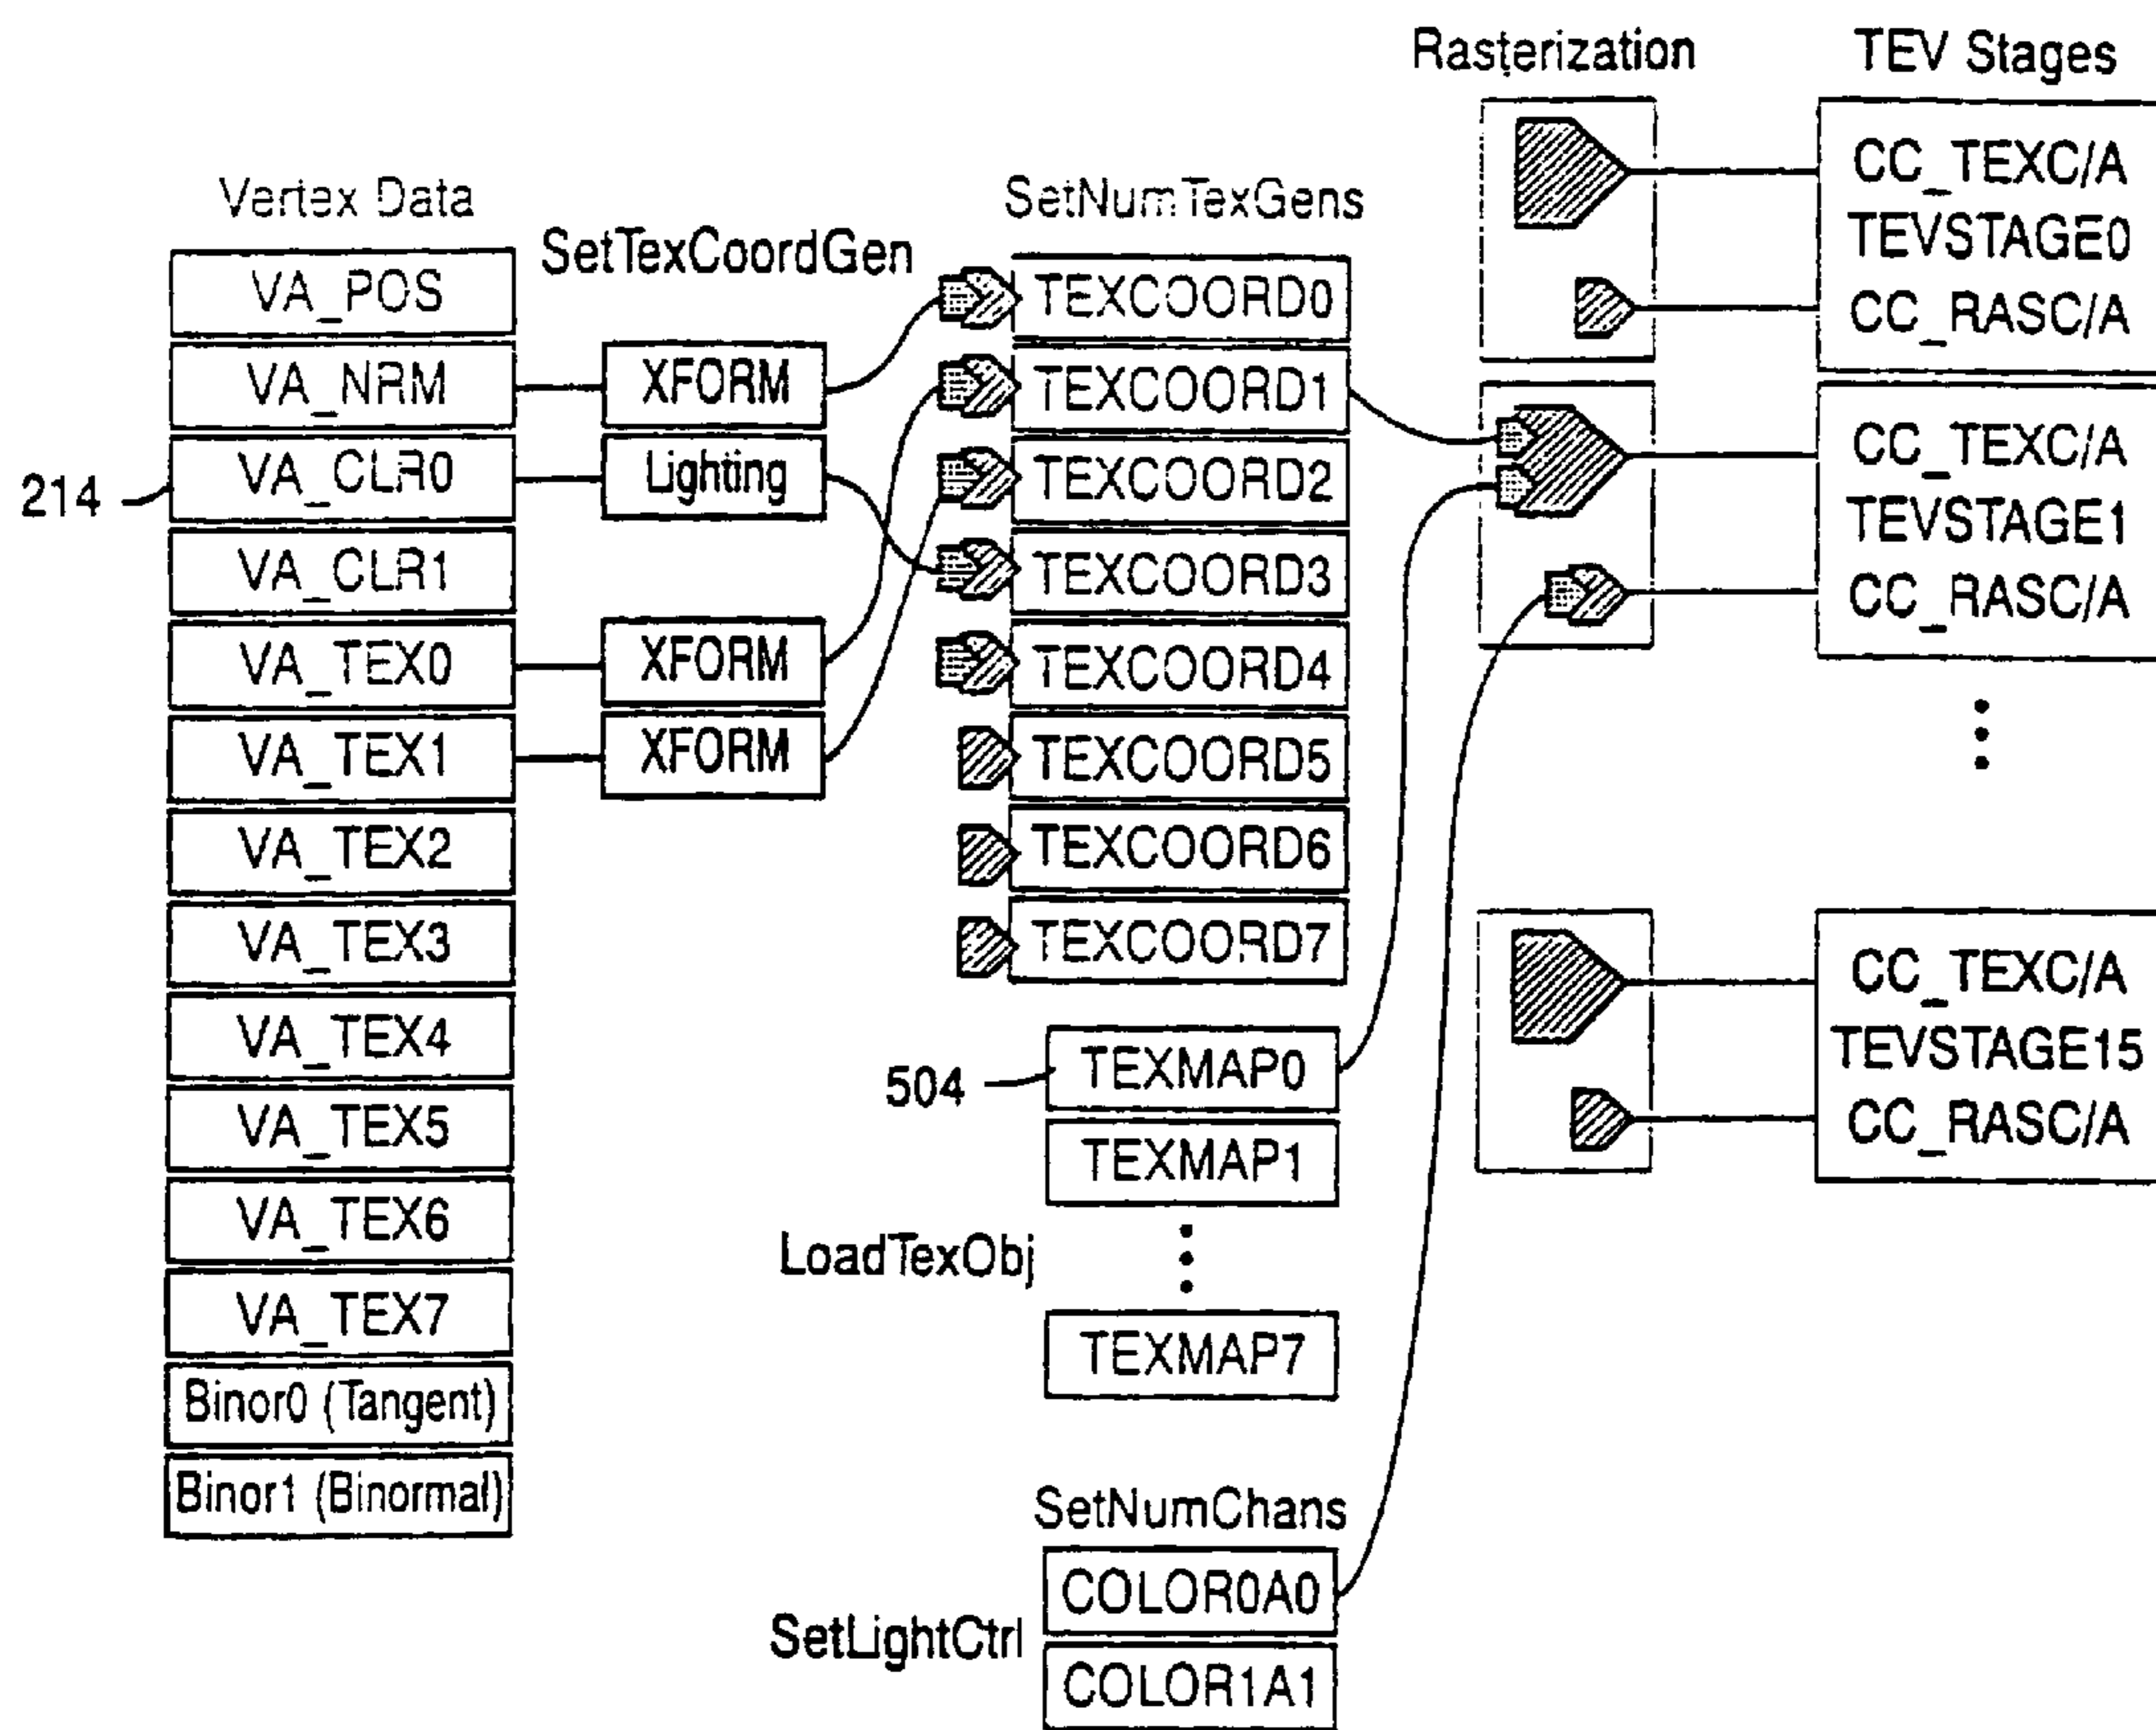 Rasterization
TEV Stages
Vertex Data
SetTexCoordGen
SetNumTexGens
VA_POS
VA_NRM
VA_CLR0
VA_CLR1
VA_TEX0
VA_TEX1
VA_TEX2
VA_TEX3
VA_TEX4
VA_TEX5
VA_TEX6
VA_TEX7
Binor0 (Tangent)
Binor1 (Binormal)
214
XFORM
Lighting
XFORM
XFORM
TEXCOORD0
TEXCOORD1
TEXCOORD2
TEXCOORD3
TEXCOORD4
TEXCOORD5
TEXCOORD6
TEXCOORD7
504
TEXMAP0
TEXMAP1
LoadTexObj
TEXMAP7
SetNumChans
COLOR0A0
SetLightCtrl
COLOR1A1
CC_TEXC/A
TEVSTAGE0
CC_RASC/A
CC_TEXC/A
TEVSTAGE1
CC_RASC/A
CC_TEXC/A
TEVSTAGE15
CC_RASC/A